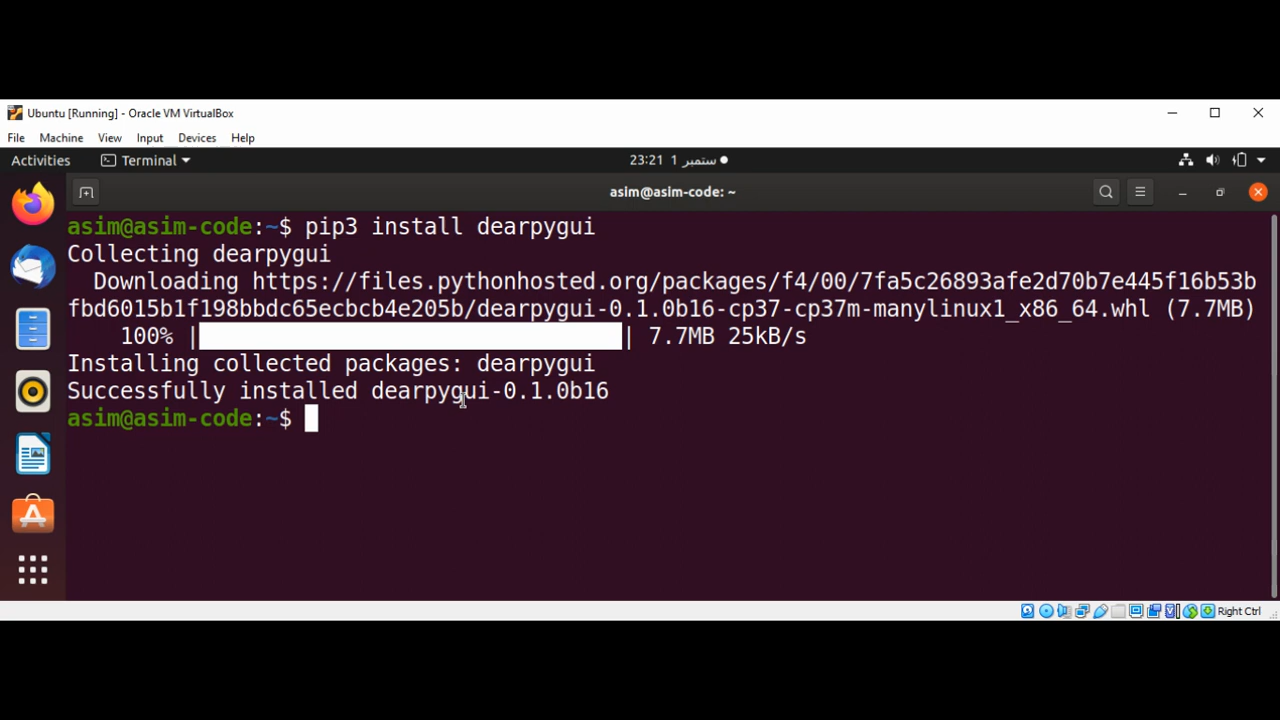 Ubuntu [Running] - Oracle VM VirtualBox
File Machine View Input Devices Help
Activities Terminal 23:21 1 ستمبر
asim@asim-code: ~
asim@asim-code:~$ pip3 install dearpygui
Collecting dearpygui
Downloading https://files.pythonhosted.org/packages/f4/00/7fa5c26893afe2d70b7e445f16b53b
fbd6015b1f198bbdc65ecbcb4e205b/dearpygui-0.1.0b16-cp37-cp37m-manylinux1_x86_64.whl (7.7MB)
100% | | 7.7MB 25kB/s
Installing collected packages: dearpygui
Successfully installed dearpygui-0.1.0b16
asim@asim-code:~$
Right Ctrl